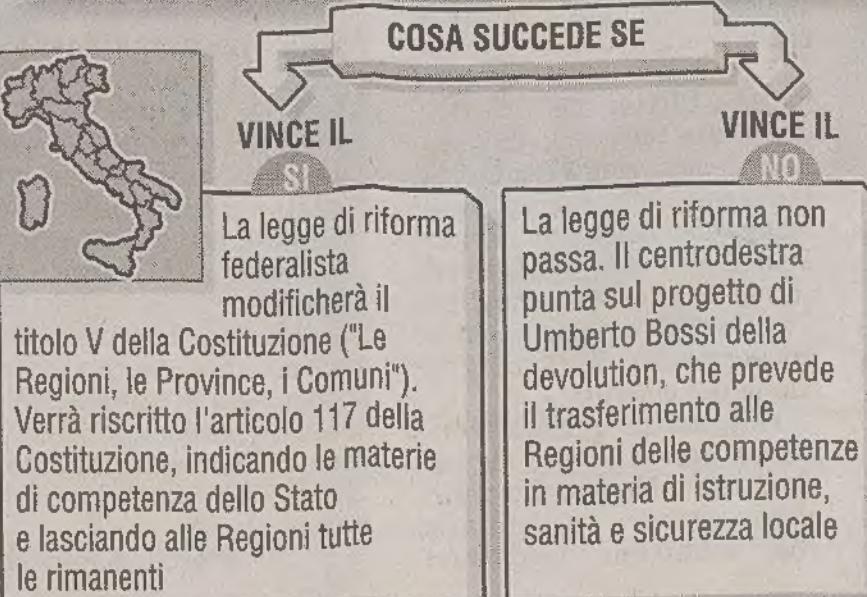 COSA SUCCEDE SE
VINCE IL
SI
La legge di riforma
federalista
modificherà il
titolo V della Costituzione ("Le
Regioni, le Province, i Comuni").
Verrà riscritto l'articolo 117 della
Costituzione, indicando le materie
di competenza dello Stato
e lasciando alle Regioni tutte
le rimanenti
VINCE IL
NO
La legge di riforma non
passa. Il centrodestra
punta sul progetto di
Umberto Bossi della
devolution, che prevede
il trasferimento alle
Regioni delle competenze
in materia di istruzione,
sanità e sicurezza locale